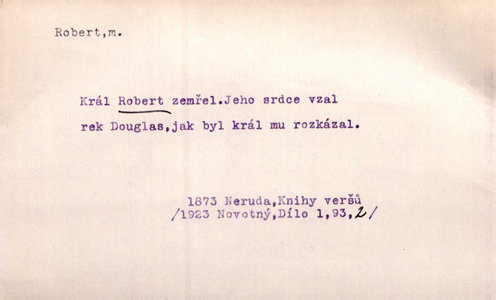 Robert,m.
Král Robert zemřel.Jeho srdce vzal
rek Douglas,jak byl král mu rozkázal.
1873 Neruda,Knihy veršů
/1923 Novotný,Dílo 1,93,2/